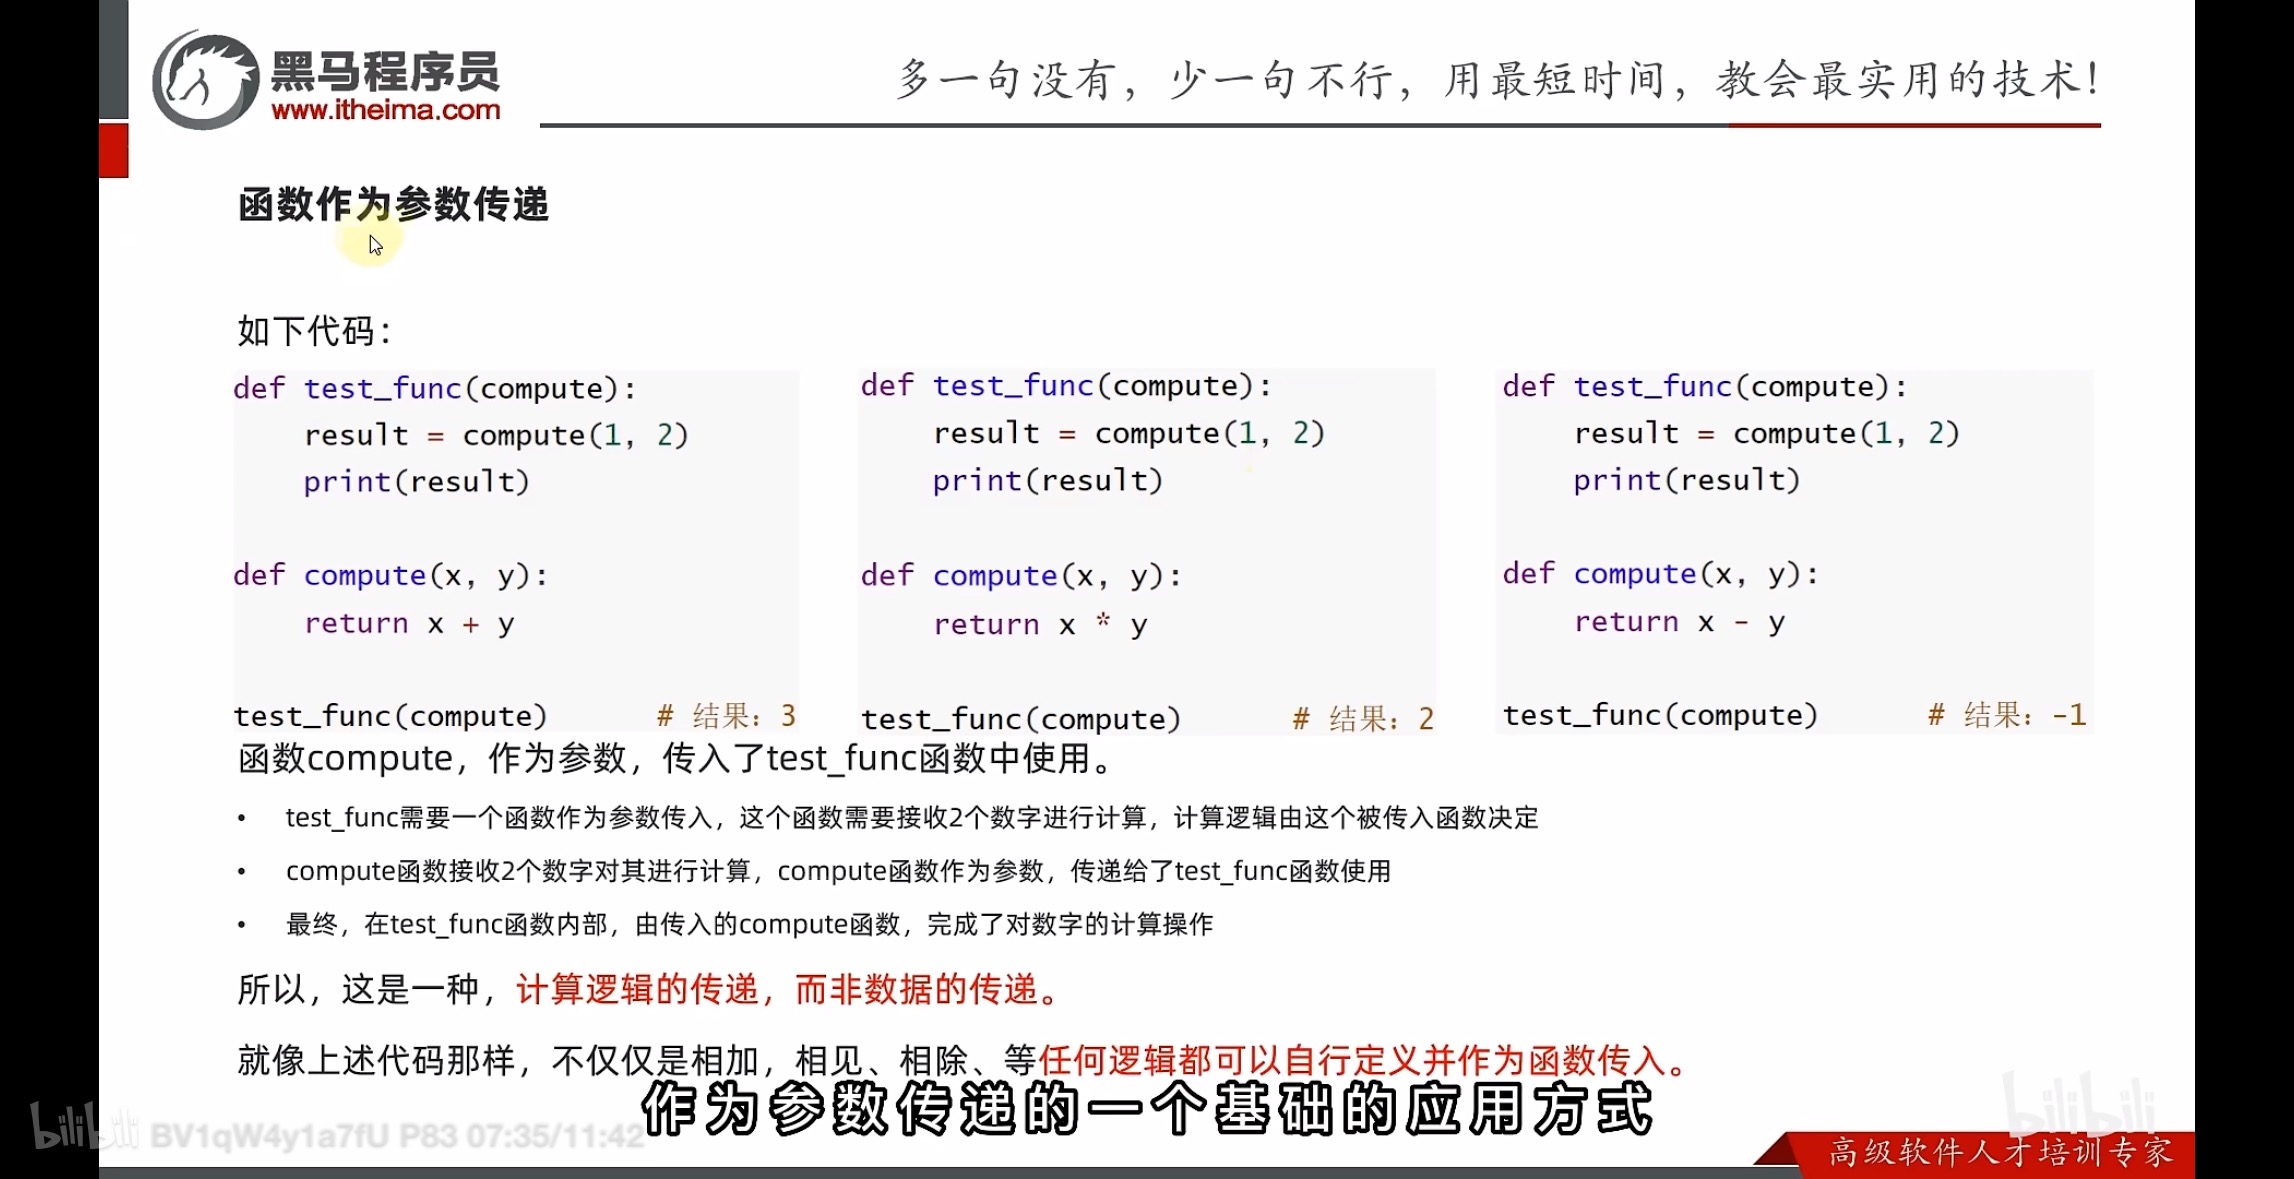 黑马程序员
www.itheima.com
多一句没有，少一句不行，用最短时间，教会最实用的技术！
函数作为参数传递
如下代码：
def test_func(compute):
    result = compute(1, 2)
    print(result)
def compute(x, y):
    return x + y
test_func(compute)    # 结果：3
def test_func(compute):
    result = compute(1, 2)
    print(result)
def compute(x, y):
    return x * y
test_func(compute)    # 结果：2
def test_func(compute):
    result = compute(1, 2)
    print(result)
def compute(x, y):
    return x - y
test_func(compute)    # 结果：-1
函数compute，作为参数，传入了test_func函数中使用。
• test_func需要一个函数作为参数传入，这个函数需要接收2个数字进行计算，计算逻辑由这个被传入函数决定
• compute函数接收2个数字对其进行计算，compute函数作为参数，传递给了test_func函数使用
• 最终，在test_func函数内部，由传入的compute函数，完成了对数字的计算操作
所以，这是一种，计算逻辑的传递，而非数据的传递。
就像上述代码那样，不仅仅是相加，相见、相除、等任何逻辑都可以自行定义并作为函数传入。
作为参数传递的一个基础的应用方式
bilibili BV1qW4y1a7fU P83 07:35/11:42
bilibili
高级软件人才培训专家